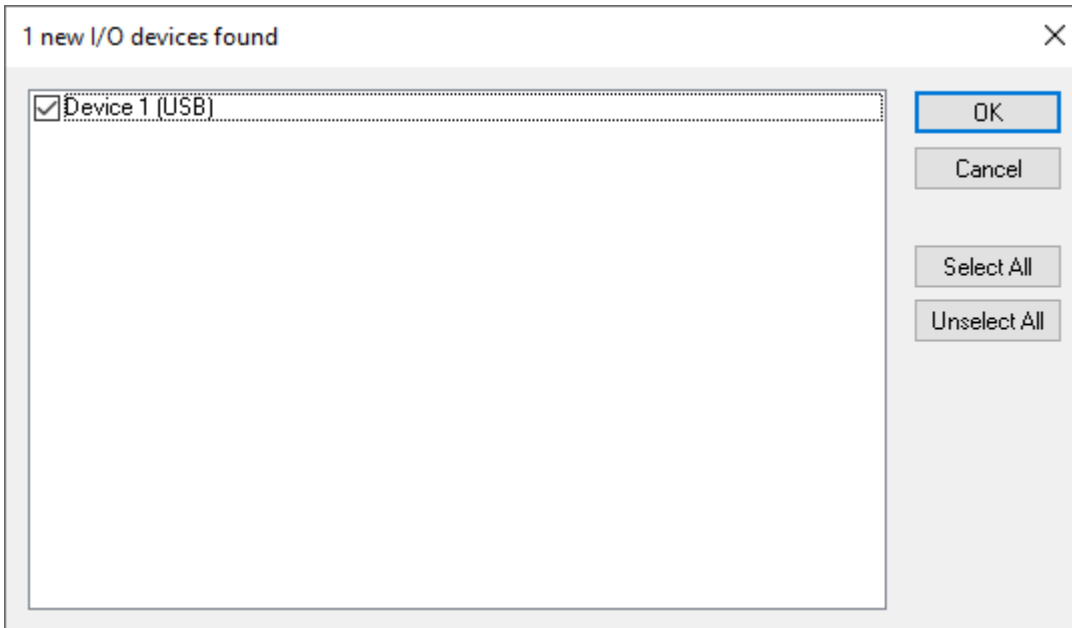 1 new I/O devices found
Device 1 (USB)
OK
Cancel
Select All
Unselect All